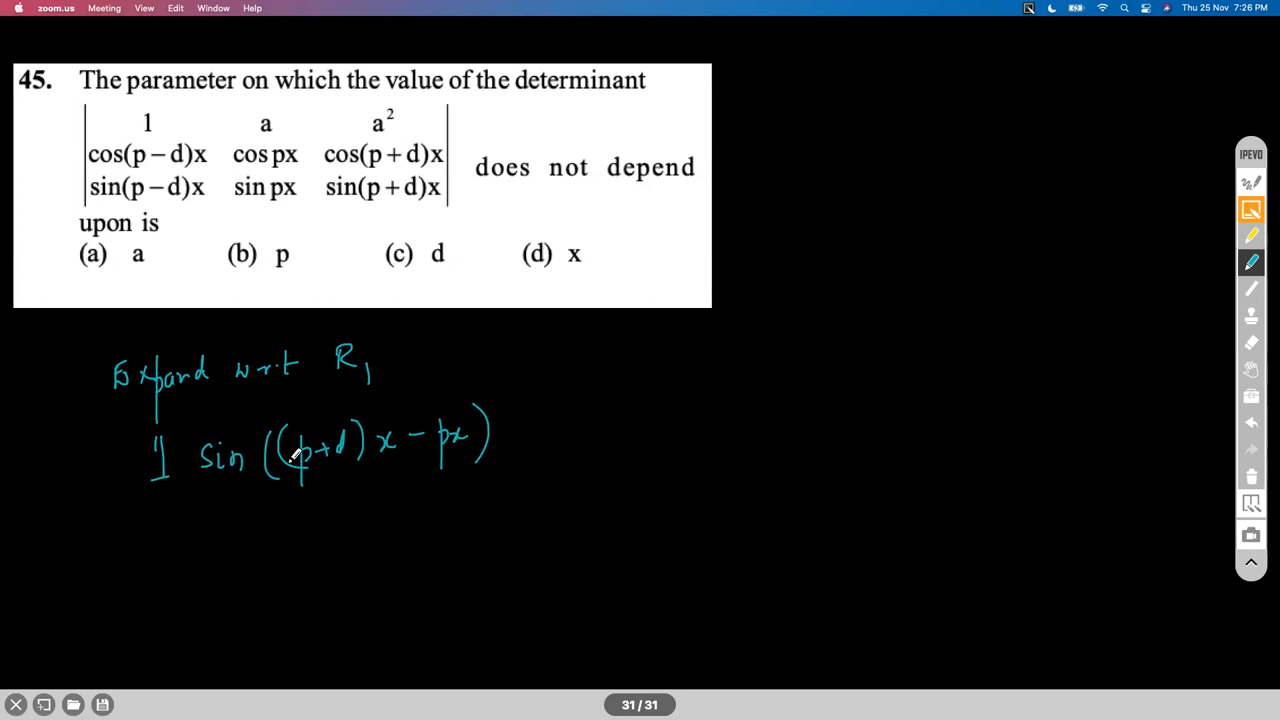 zoom.us Meeting View Edit Window Help Thu 25 Nov 7:26 PM
45. The parameter on which the value of the determinant
1 a a²
cos(p – d)x cos px cos(p + d)x
does not depend
sin(p – d)x sin px sin(p + d)x
upon is
(a) a (b) p (c) d (d) x
IPEVO
Expand w.r.t R₁
1 sin ((p+d) x – px)
31 / 31